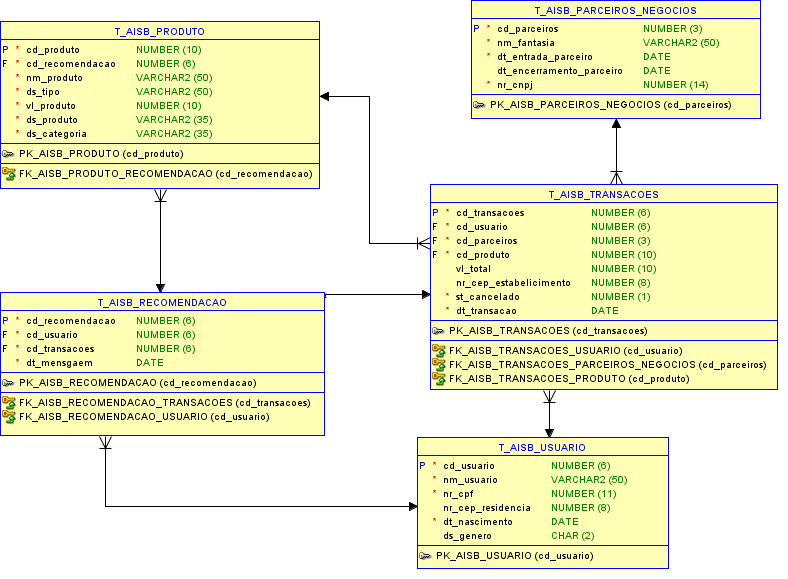 T_AISB_PRODUTO
P * cd_produto NUMBER (10)
F * cd_recomendacao NUMBER (6)
* nm_produto VARCHAR2 (50)
* ds_tipo VARCHAR2 (50)
* vl_produto NUMBER (10)
* ds_produto VARCHAR2 (35)
* ds_categoria VARCHAR2 (35)
PK_AISB_PRODUTO (cd_produto)
FK_AISB_PRODUTO_RECOMENDACAO (cd_recomendacao)
T_AISB_PARCEIROS_NEGOCIOS
P * cd_parceiros NUMBER (3)
* nm_fantasia VARCHAR2 (50)
* dt_entrada_parceiro DATE
dt_encerramento_parceiro DATE
* nr_cnpj NUMBER (14)
PK_AISB_PARCEIROS_NEGOCIOS (cd_parceiros)
T_AISB_TRANSACOES
P * cd_transacoes NUMBER (6)
F * cd_usuario NUMBER (6)
F * cd_parceiros NUMBER (3)
F * cd_produto NUMBER (10)
vl_total NUMBER (10)
nr_cep_estabelicimento NUMBER (8)
* st_cancelado NUMBER (1)
* dt_transacao DATE
PK_AISB_TRANSACOES (cd_transacoes)
FK_AISB_TRANSACOES_USUARIO (cd_usuario)
FK_AISB_TRANSACOES_PARCEIROS_NEGOCIOS (cd_parceiros)
FK_AISB_TRANSACOES_PRODUTO (cd_produto)
T_AISB_RECOMENDACAO
P * cd_recomendacao NUMBER (6)
F * cd_usuario NUMBER (6)
F * cd_transacoes NUMBER (6)
* dt_mensgaem DATE
PK_AISB_RECOMENDACAO (cd_recomendacao)
FK_AISB_RECOMENDACAO_TRANSACOES (cd_transacoes)
FK_AISB_RECOMENDACAO_USUARIO (cd_usuario)
T_AISB_USUARIO
P * cd_usuario NUMBER (6)
* nm_usuario VARCHAR2 (50)
* nr_cpf NUMBER (11)
nr_cep_residencia NUMBER (8)
* dt_nascimento DATE
ds_genero CHAR (2)
PK_AISB_USUARIO (cd_usuario)